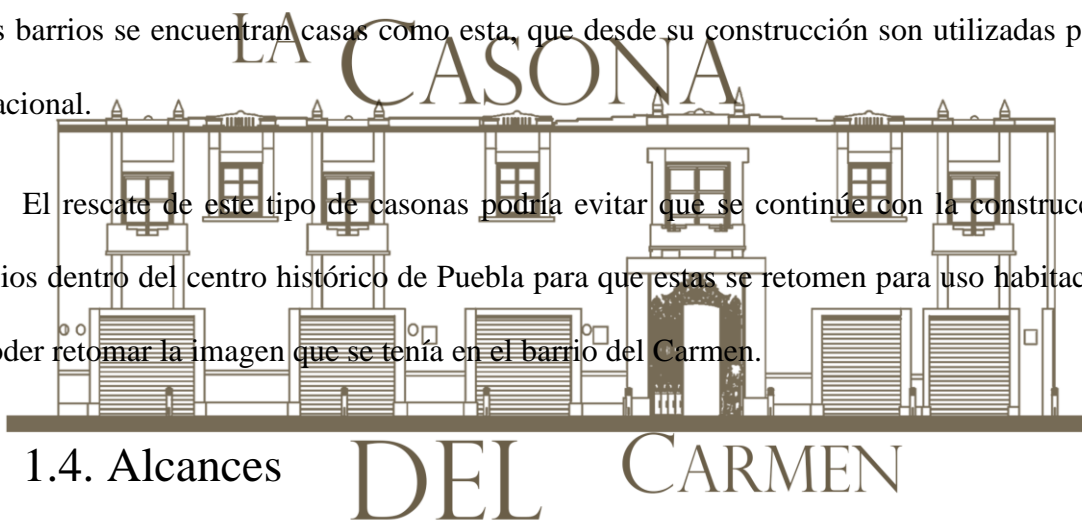 s barrios se encuentran casas como esta, que desde su construcción son utilizadas p
LA CASONA
acional.
El rescate de este tipo de casonas podría evitar que se continúe con la construcc
ios dentro del centro histórico de Puebla para que estas se retomen para uso habitac
oder retomar la imagen que se tenía en el barrio del Carmen.
1.4. Alcances
DEL CARMEN